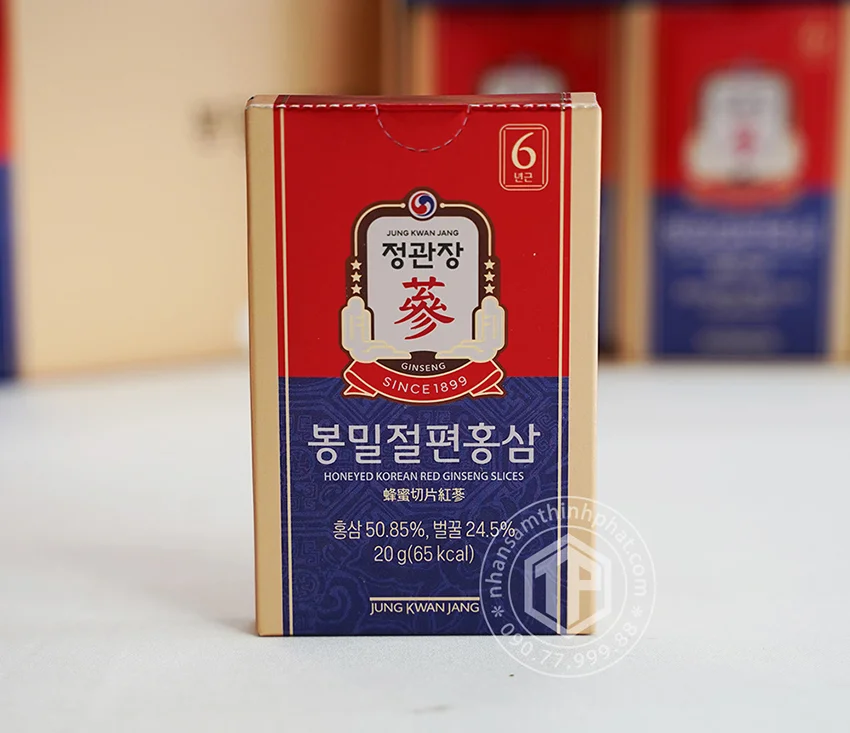 6
년근
JUNG KWAN JANG
정관장
蔘
GINSENG
SINCE 1899
봉밀절편홍삼
HONEYED KOREAN RED GINSENG SLICES
蜂蜜切片紅蔘
홍삼 50.85%, 벌꿀 24.5%
20 g(65 kcal)
JUNG KWAN JANG
nhansamthinhphat.com
090.77.999.88